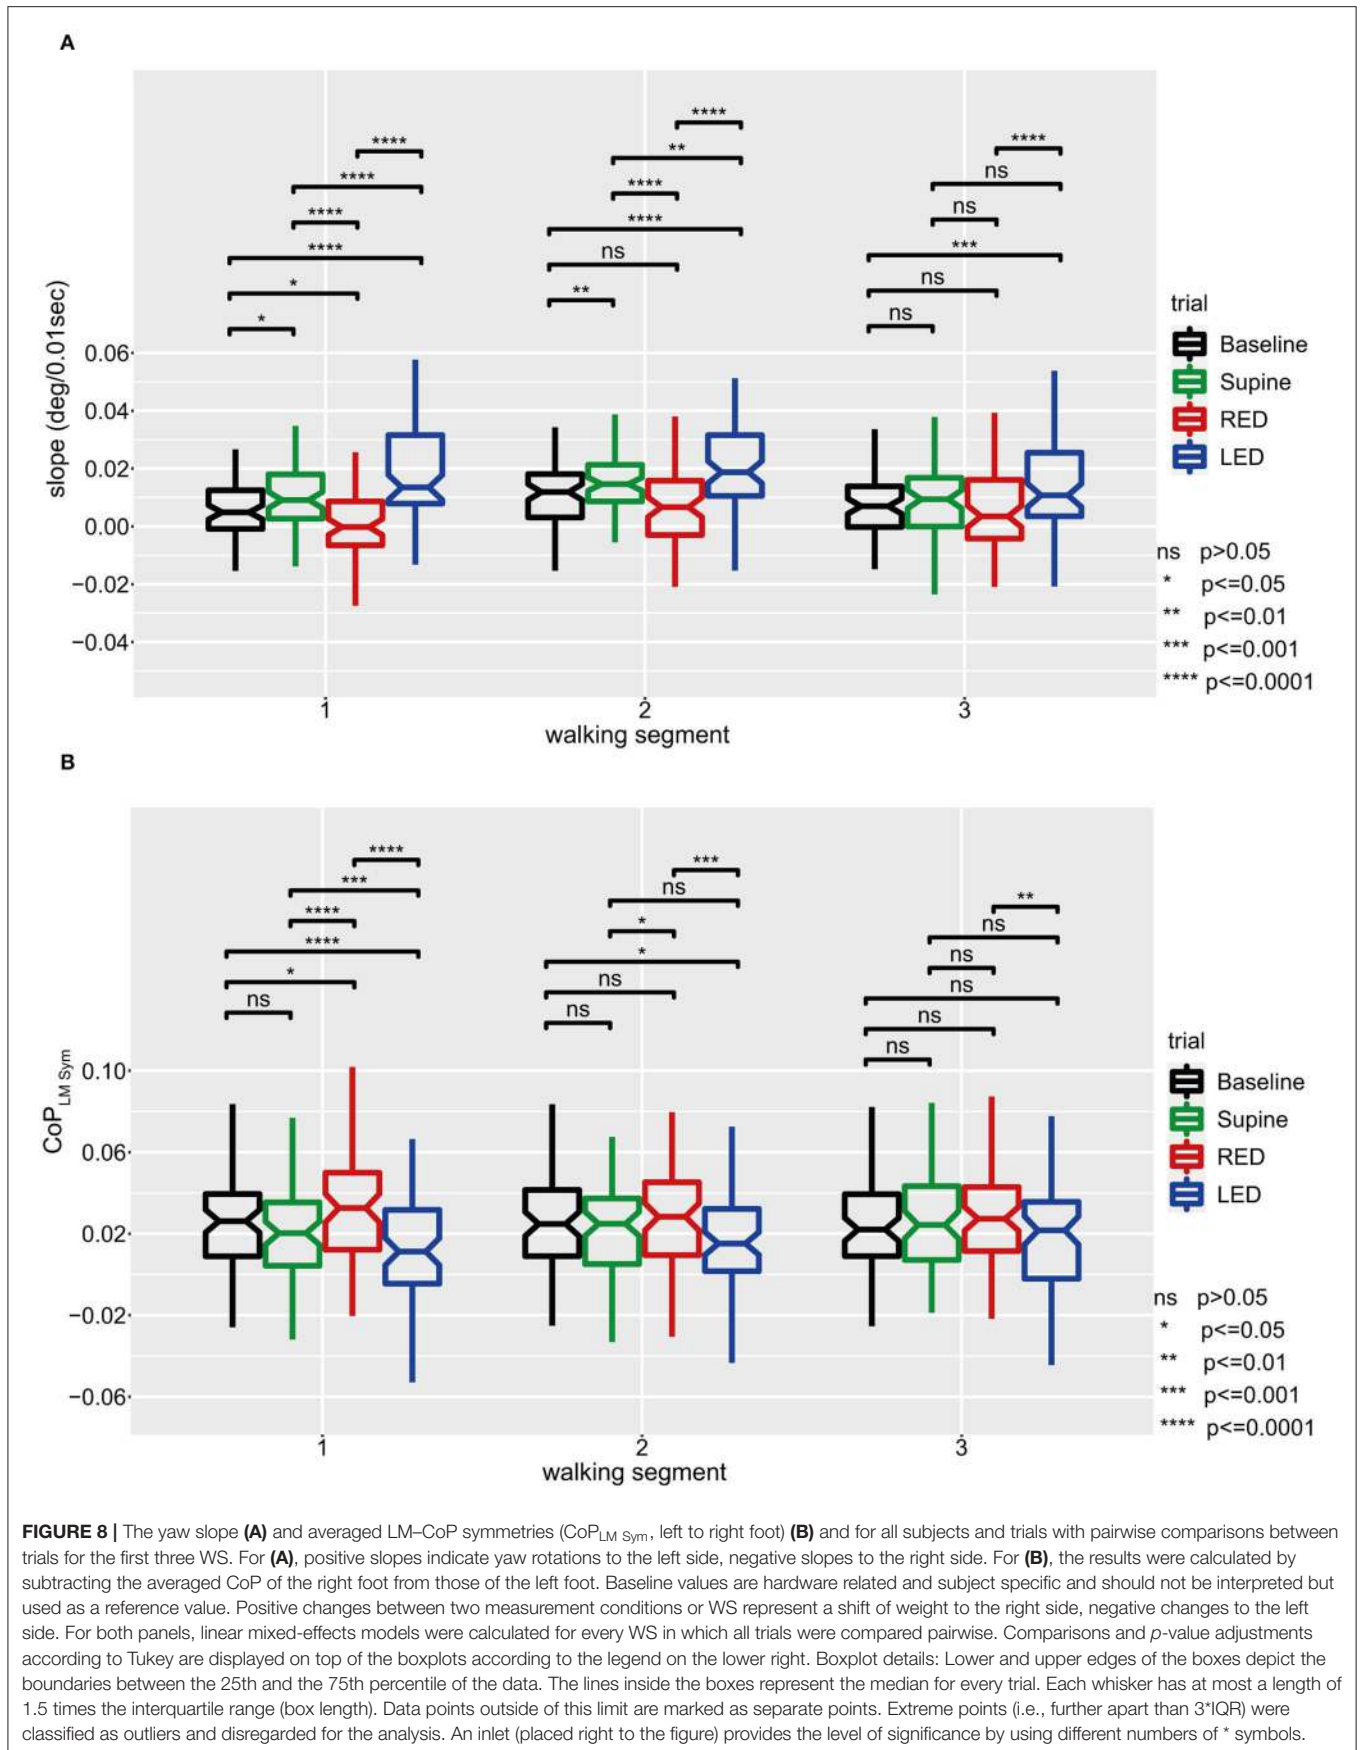 A
****
****
**
****
****
ns
****
****
ns
****
****
***
*
ns
ns
*
**
ns
slope (deg/0.01sec)
0.06
0.04
0.02
0.00
−0.02
−0.04
1
2
3
walking segment
trial
Baseline
Supine
RED
LED
ns p>0.05
* p<=0.05
** p<=0.01
*** p<=0.001
**** p<=0.0001
B
****
***
**
***
ns
ns
****
*
ns
****
*
ns
*
ns
ns
ns
ns
ns
CoP LM Sym
0.10
0.06
0.02
−0.02
−0.06
1
2
3
walking segment
trial
Baseline
Supine
RED
LED
ns p>0.05
* p<=0.05
** p<=0.01
*** p<=0.001
**** p<=0.0001
FIGURE 8 | The yaw slope (A) and averaged LM–CoP symmetries (CoP LM Sym, left to right foot) (B) and for all subjects and trials with pairwise comparisons between
trials for the first three WS. For (A), positive slopes indicate yaw rotations to the left side, negative slopes to the right side. For (B), the results were calculated by
subtracting the averaged CoP of the right foot from those of the left foot. Baseline values are hardware related and subject specific and should not be interpreted but
used as a reference value. Positive changes between two measurement conditions or WS represent a shift of weight to the right side, negative changes to the left
side. For both panels, linear mixed-effects models were calculated for every WS in which all trials were compared pairwise. Comparisons and p-value adjustments
according to Tukey are displayed on top of the boxplots according to the legend on the lower right. Boxplot details: Lower and upper edges of the boxes depict the
boundaries between the 25th and the 75th percentile of the data. The lines inside the boxes represent the median for every trial. Each whisker has at most a length of
1.5 times the interquartile range (box length). Data points outside of this limit are marked as separate points. Extreme points (i.e., further apart than 3*IQR) were
classified as outliers and disregarded for the analysis. An inlet (placed right to the figure) provides the level of significance by using different numbers of * symbols.